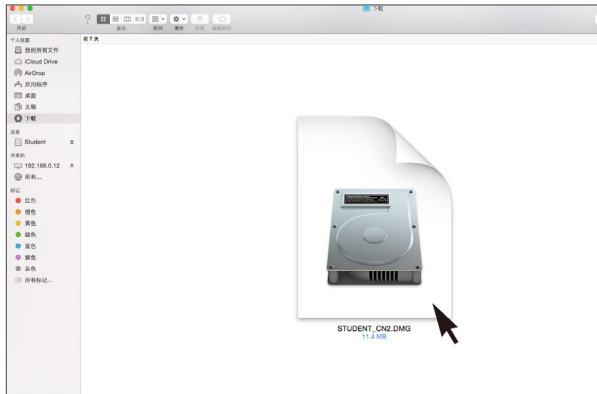 下载
向后
显示
排列
操作
共享
编辑标记
前 7 天
个人收藏
我的所有文件
iCloud Drive
AirDrop
应用程序
桌面
文稿
下载
设备
Student
共享的
192.168.0.12
所有...
标记
红色
橙色
黄色
绿色
蓝色
紫色
灰色
所有标记...
STUDENT_CN2.DMG
11.4 MB